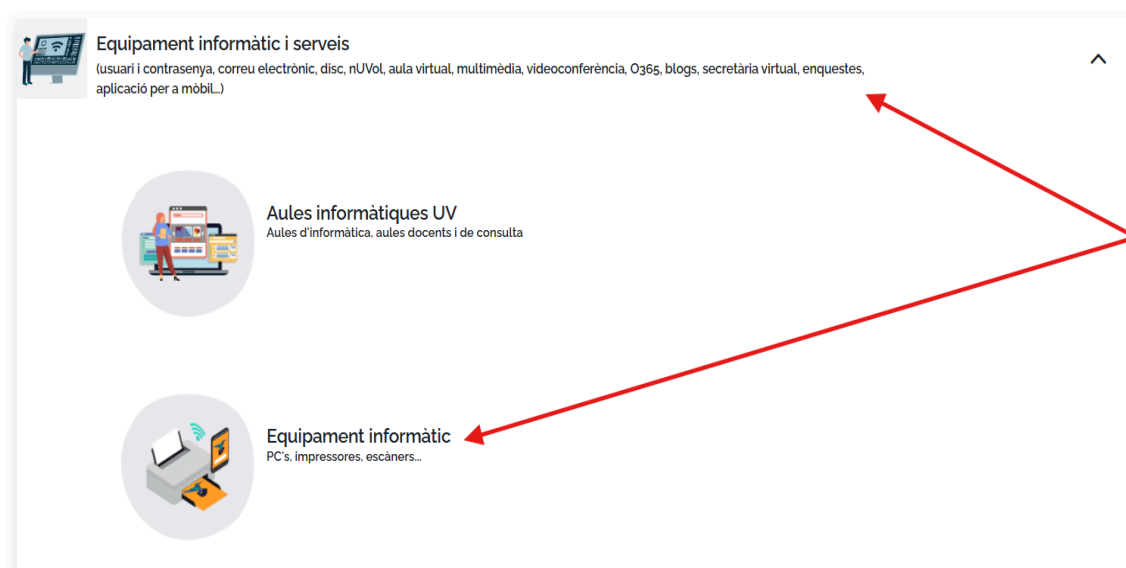 Equipament informàtic i serveis
(usuari i contrasenya, correu electrònic, disc, nUVol, aula virtual, multimèdia, videoconferència, O365, blogs, secretària virtual, enquestes,
aplicació per a mòbil...)
Aules informàtiques UV
Aules d'informàtica, aules docents i de consulta
Equipament informàtic
PC's, impressores, escàners...